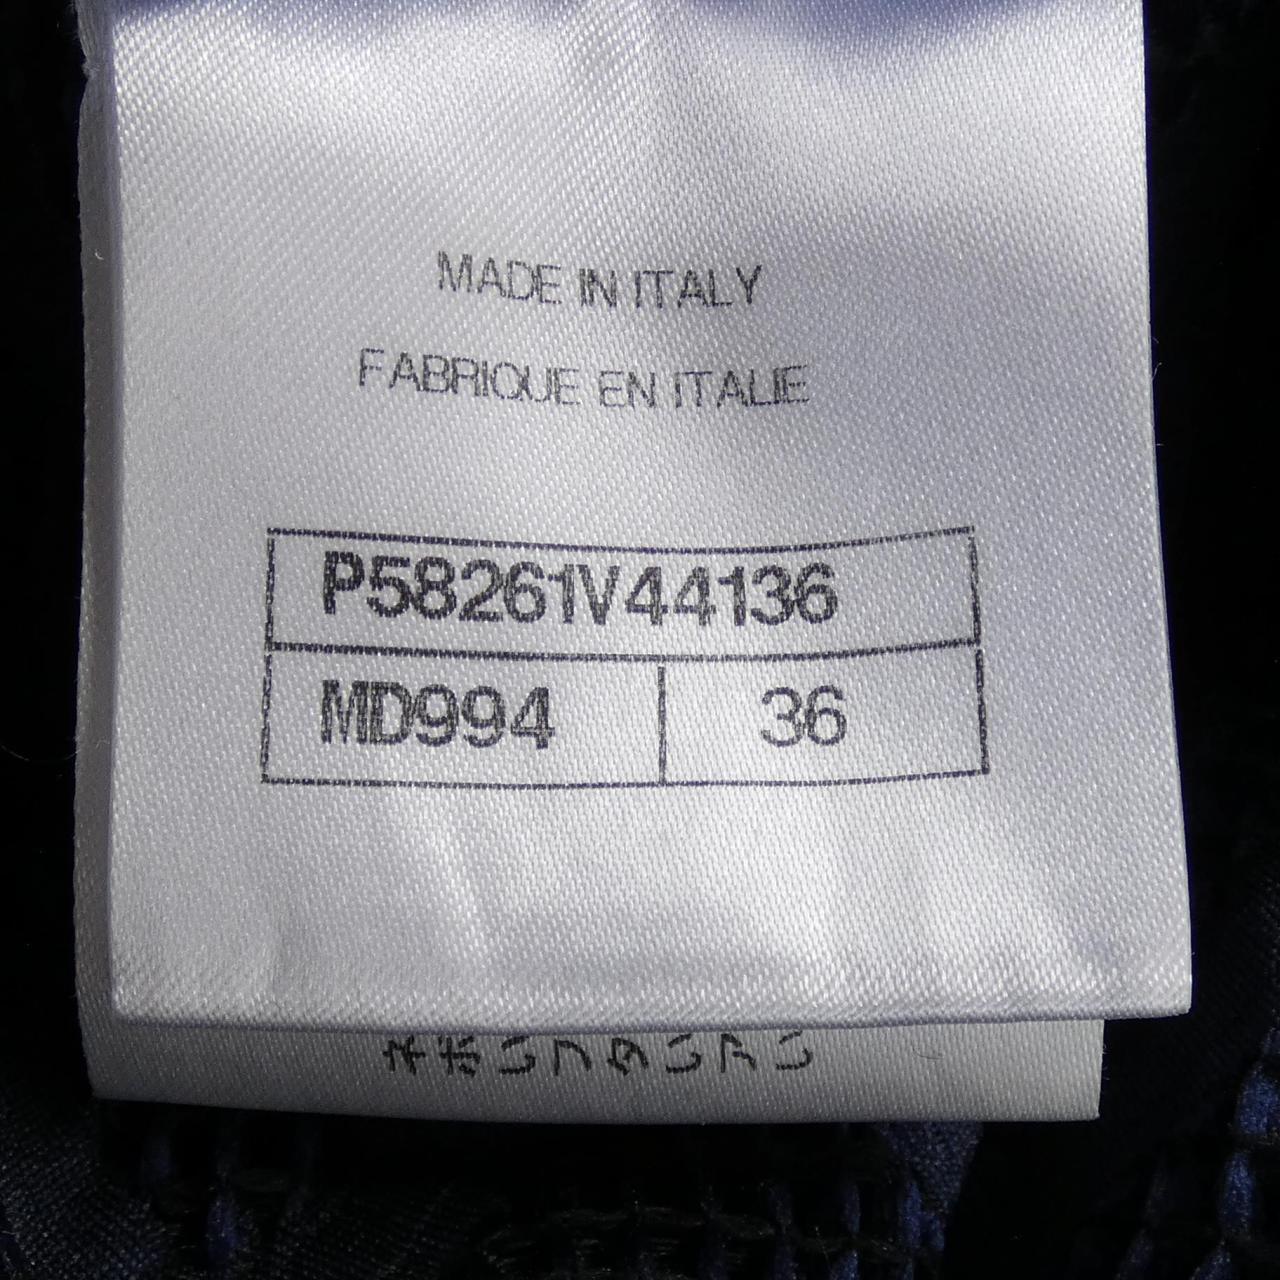 MADE IN ITALY
FABRIQUE EN ITALIE
P58261V44136
MD994
36